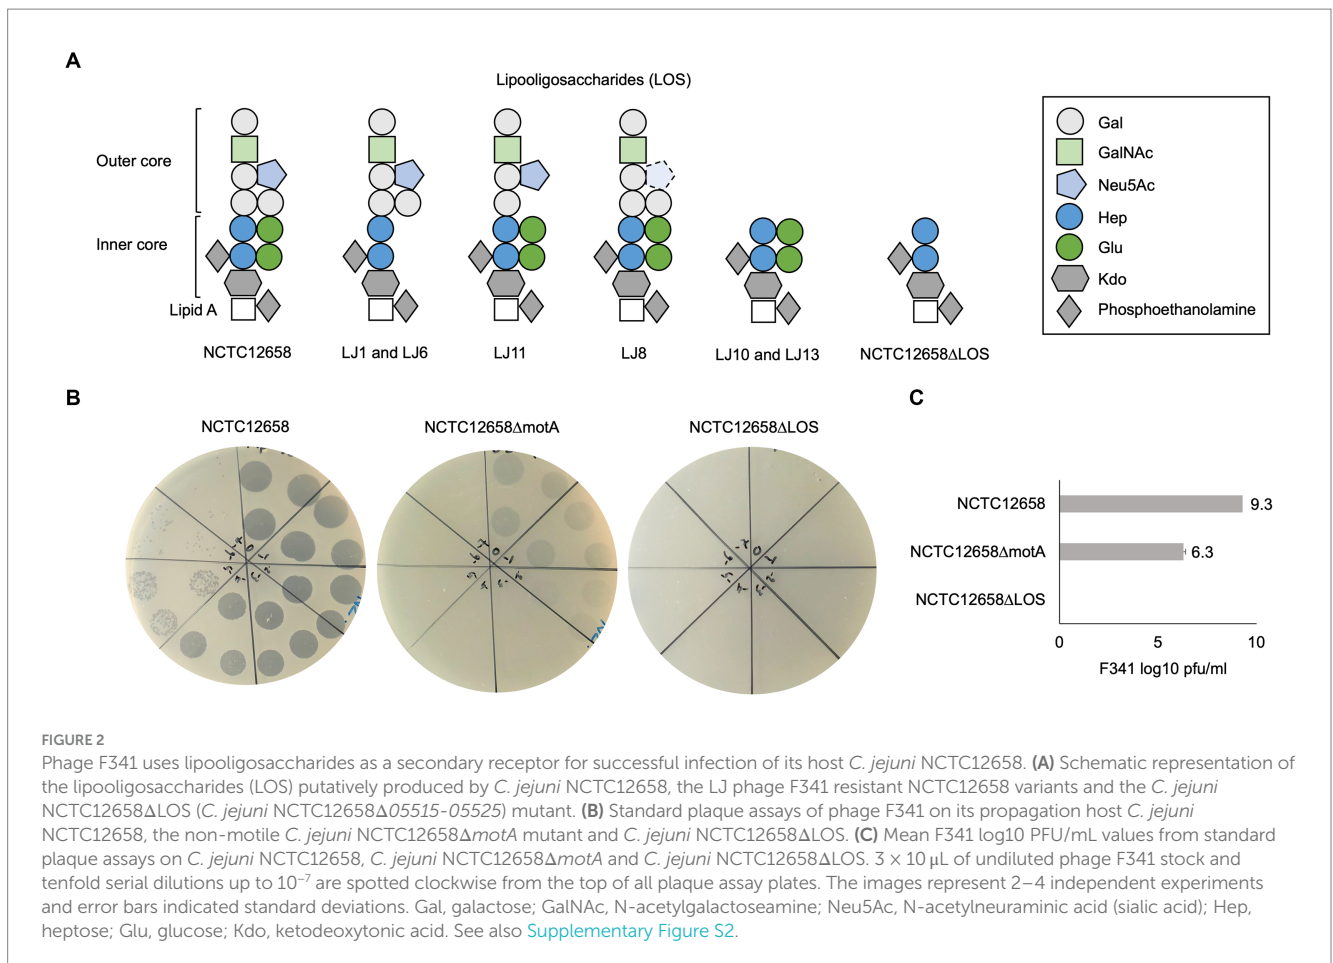 A
Lipooligosaccharides (LOS)
Outer core
Inner core
Lipid A
NCTC12658
LJ1 and LJ6
LJ11
LJ8
LJ10 and LJ13
NCTC12658ΔLOS
Gal
GalNAc
Neu5Ac
Hep
Glu
Kdo
Phosphoethanolamine
B
NCTC12658
NCTC12658ΔmotA
NCTC12658ΔLOS
C
NCTC12658
9.3
NCTC12658ΔmotA
6.3
NCTC12658ΔLOS
0 5 10
F341 log10 pfu/ml
FIGURE 2
Phage F341 uses lipooligosaccharides as a secondary receptor for successful infection of its host C. jejuni NCTC12658. (A) Schematic representation of
the lipooligosaccharides (LOS) putatively produced by C. jejuni NCTC12658, the LJ phage F341 resistant NCTC12658 variants and the C. jejuni
NCTC12658ΔLOS (C. jejuni NCTC12658Δ05515-05525) mutant. (B) Standard plaque assays of phage F341 on its propagation host C. jejuni
NCTC12658, the non-motile C. jejuni NCTC12658ΔmotA mutant and C. jejuni NCTC12658ΔLOS. (C) Mean F341 log10 PFU/mL values from standard
plaque assays on C. jejuni NCTC12658, C. jejuni NCTC12658ΔmotA and C. jejuni NCTC12658ΔLOS. 3 × 10 μL of undiluted phage F341 stock and
tenfold serial dilutions up to 10⁻⁷ are spotted clockwise from the top of all plaque assay plates. The images represent 2–4 independent experiments
and error bars indicated standard deviations. Gal, galactose; GalNAc, N-acetylgalactoseamine; Neu5Ac, N-acetylneuraminic acid (sialic acid); Hep,
heptose; Glu, glucose; Kdo, ketodeoxytonic acid. See also Supplementary Figure S2.